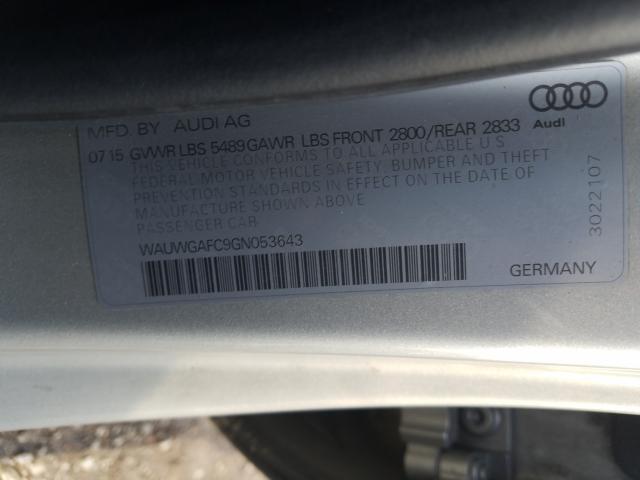 MFD. BY AUDI AG
Audi
07 15 GVWR LBS 5489 GAWR LBS FRONT 2800/REAR 2833
THIS VEHICLE CONFORMS TO ALL APPLICABLE U S
FEDERAL MOTOR VEHICLE SAFETY, BUMPER AND THEFT
PREVENTION STANDARDS IN EFFECT ON THE DATE OF
MANUFACTURE SHOWN ABOVE
PASSENGER CAR
WAUWGAFC9GN053643
GERMANY
3022107